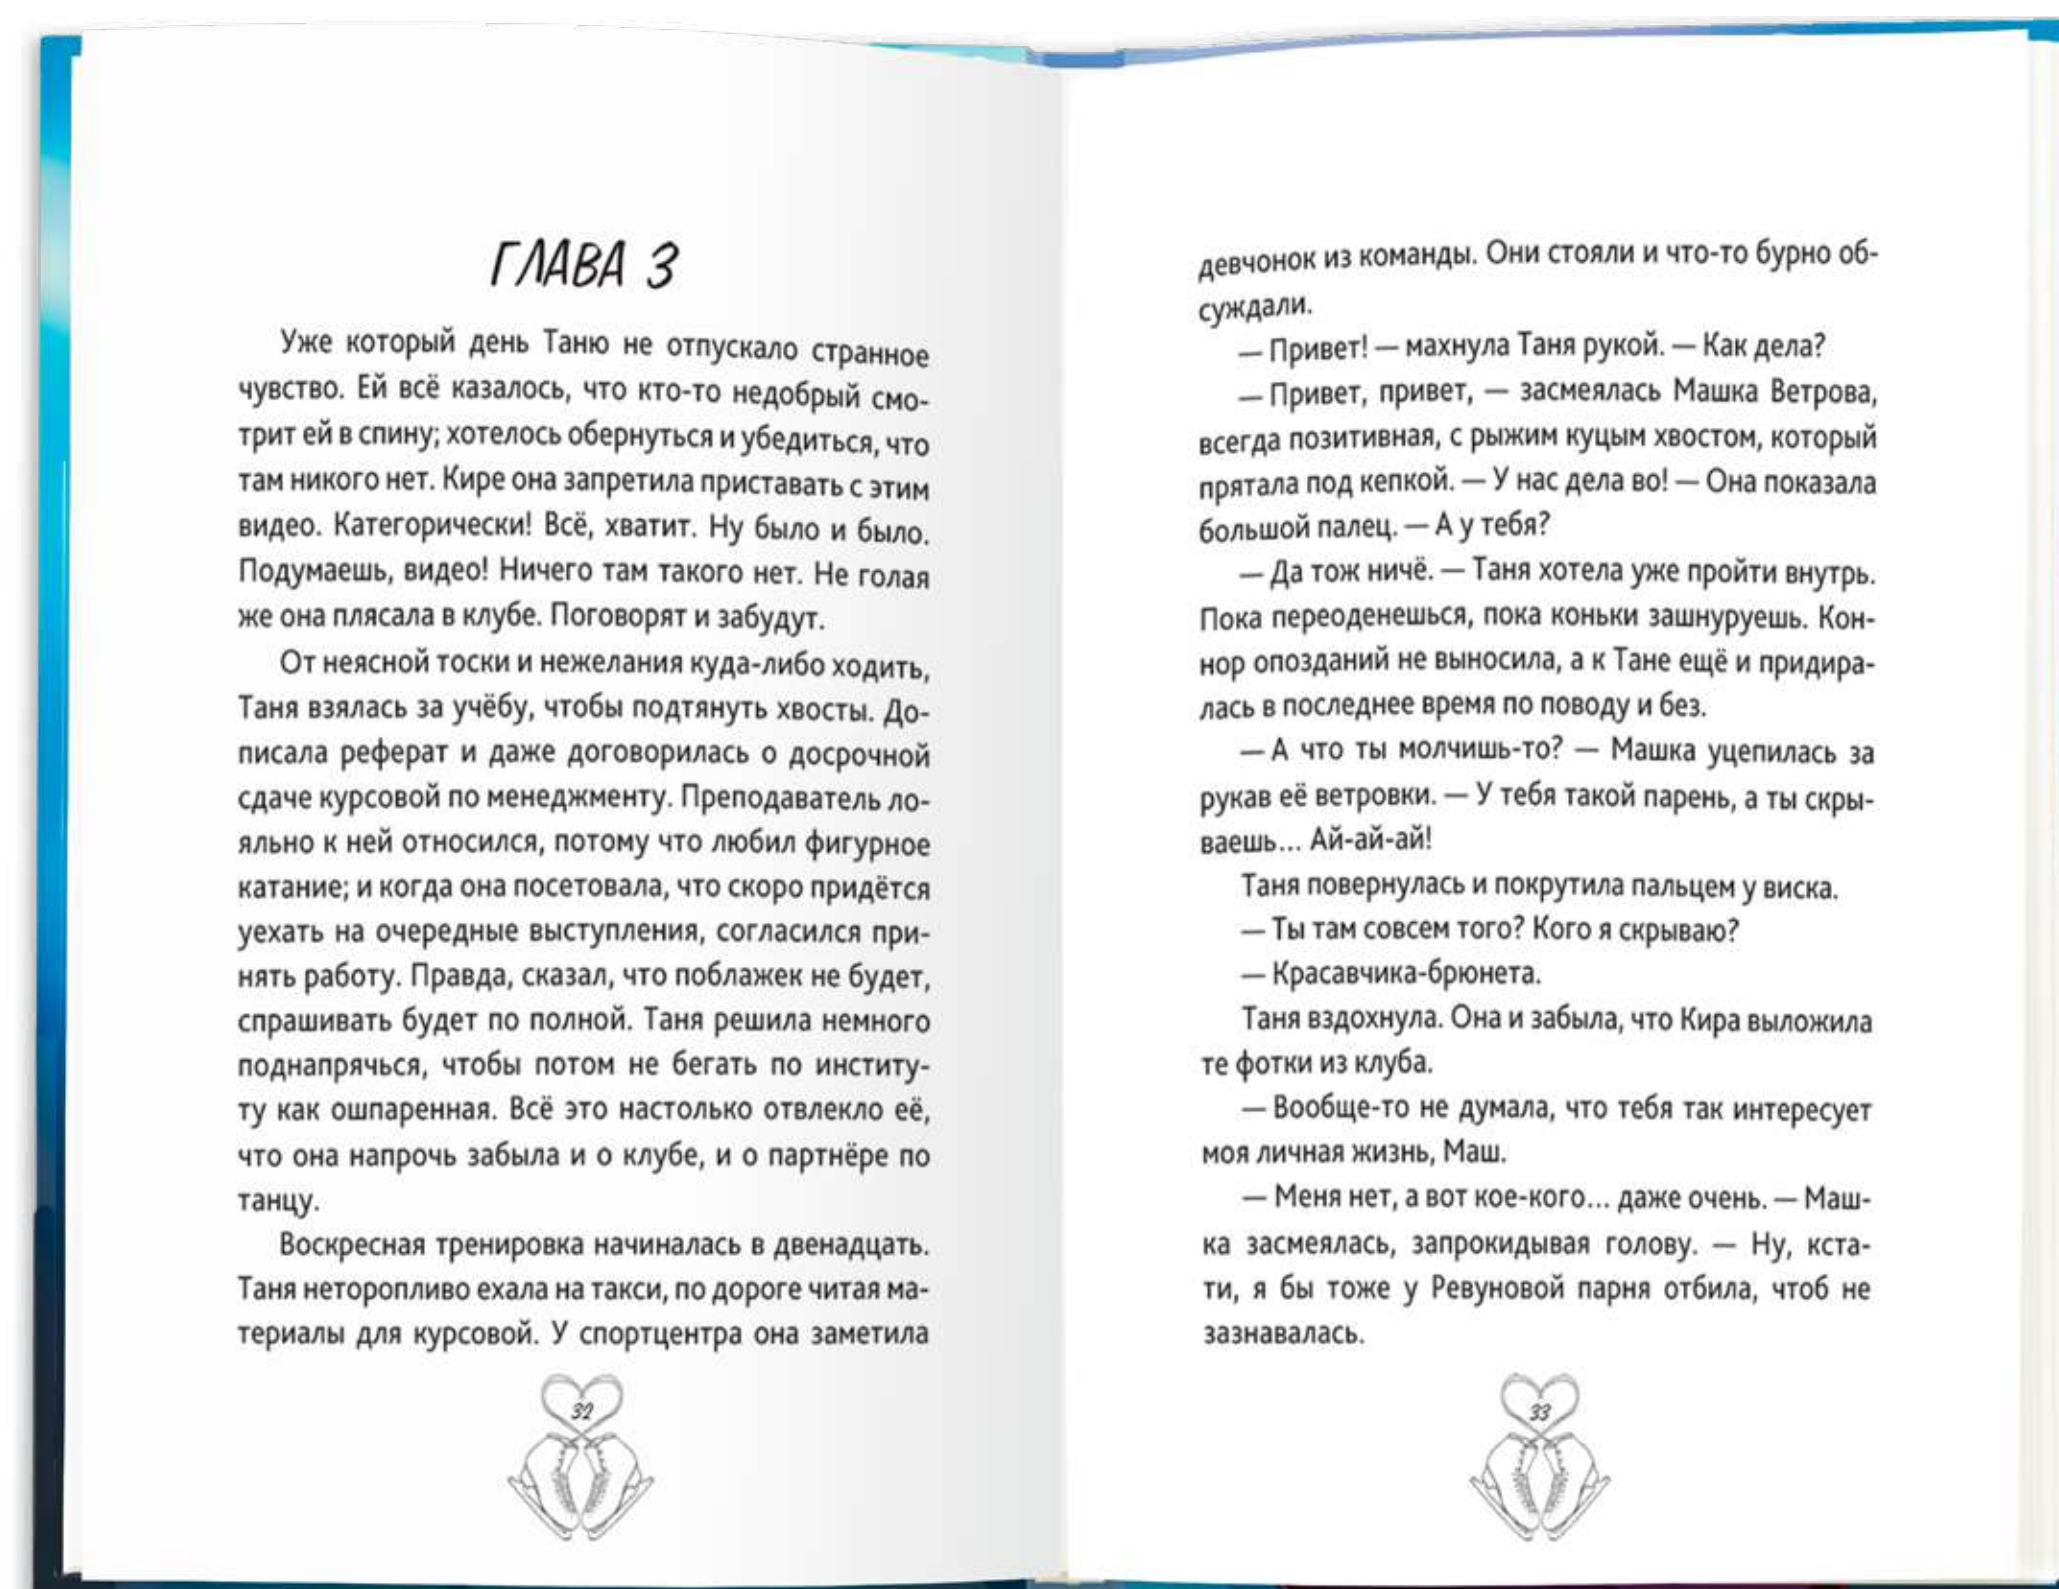 ГЛАВА 3
Уже который день Таню не отпускало странное
чувство. Ей всё казалось, что кто-то недобрый смо-
трит ей в спину; хотелось обернуться и убедиться, что
там никого нет. Кире она запретила приставать с этим
видео. Категорически! Всё, хватит. Ну было и было.
Подумаешь, видео! Ничего там такого нет. Не голая
же она плясала в клубе. Поговорят и забудут.
От неясной тоски и нежелания куда-либо ходить,
Таня взялась за учёбу, чтобы подтянуть хвосты. До-
писала реферат и даже договорилась о досрочной
сдаче курсовой по менеджменту. Преподаватель ло-
яльно к ней относился, потому что любил фигурное
катание; и когда она посетовала, что скоро придётся
уехать на очередные выступления, согласился при-
нять работу. Правда, сказал, что поблажек не будет,
спрашивать будет по полной. Таня решила немного
поднапрячься, чтобы потом не бегать по институ-
ту как ошпаренная. Всё это настолько отвлекло её,
что она напрочь забыла и о клубе, и о партнёре по
танцу.
Воскресная тренировка начиналась в двенадцать.
Таня неторопливо ехала на такси, по дороге читая ма-
териалы для курсовой. У спортцентра она заметила
32
девчонок из команды. Они стояли и что-то бурно об-
суждали.
— Привет! — махнула Таня рукой. — Как дела?
— Привет, привет, — засмеялась Машка Ветрова,
всегда позитивная, с рыжим куцым хвостом, который
прятала под кепкой. — У нас дела во! — Она показала
большой палец. — А у тебя?
— Да тож ничё. — Таня хотела уже пройти внутрь.
Пока переоденешься, пока коньки зашнуруешь. Кон-
нор опозданий не выносила, а к Тане ещё и придира-
лась в последнее время по поводу и без.
— А что ты молчишь-то? — Машка уцепилась за
рукав её ветровки. — У тебя такой парень, а ты скры-
ваешь... Ай-ай-ай!
Таня повернулась и покрутила пальцем у виска.
— Ты там совсем того? Кого я скрываю?
— Красавчика-брюнета.
Таня вздохнула. Она и забыла, что Кира выложила
те фотки из клуба.
— Вообще-то не думала, что тебя так интересует
моя личная жизнь, Маш.
— Меня нет, а вот кое-кого... даже очень. — Маш-
ка засмеялась, запрокидывая голову. — Ну, кста-
ти, я бы тоже у Ревуновой парня отбила, чтоб не
зазнавалась.
33